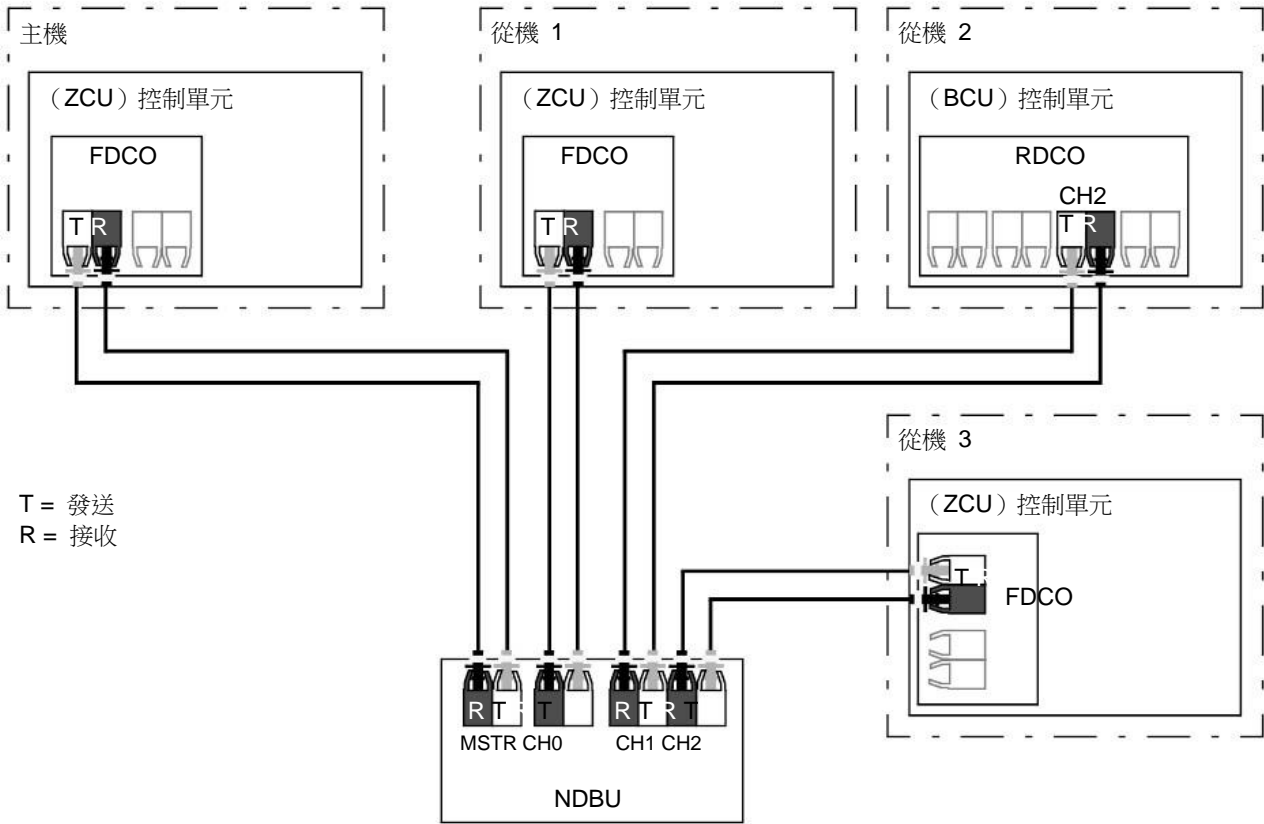 主機
(ZCU)控制單元
FDCO
T R
從機 1
(ZCU)控制單元
FDCO
T R
從機 2
(BCU)控制單元
RDCO
CH2
T R
T = 發送
R = 接收
從機 3
(ZCU)控制單元
T R
FDCO
R T R T R T R T
MSTR CH0 CH1 CH2
NDBU